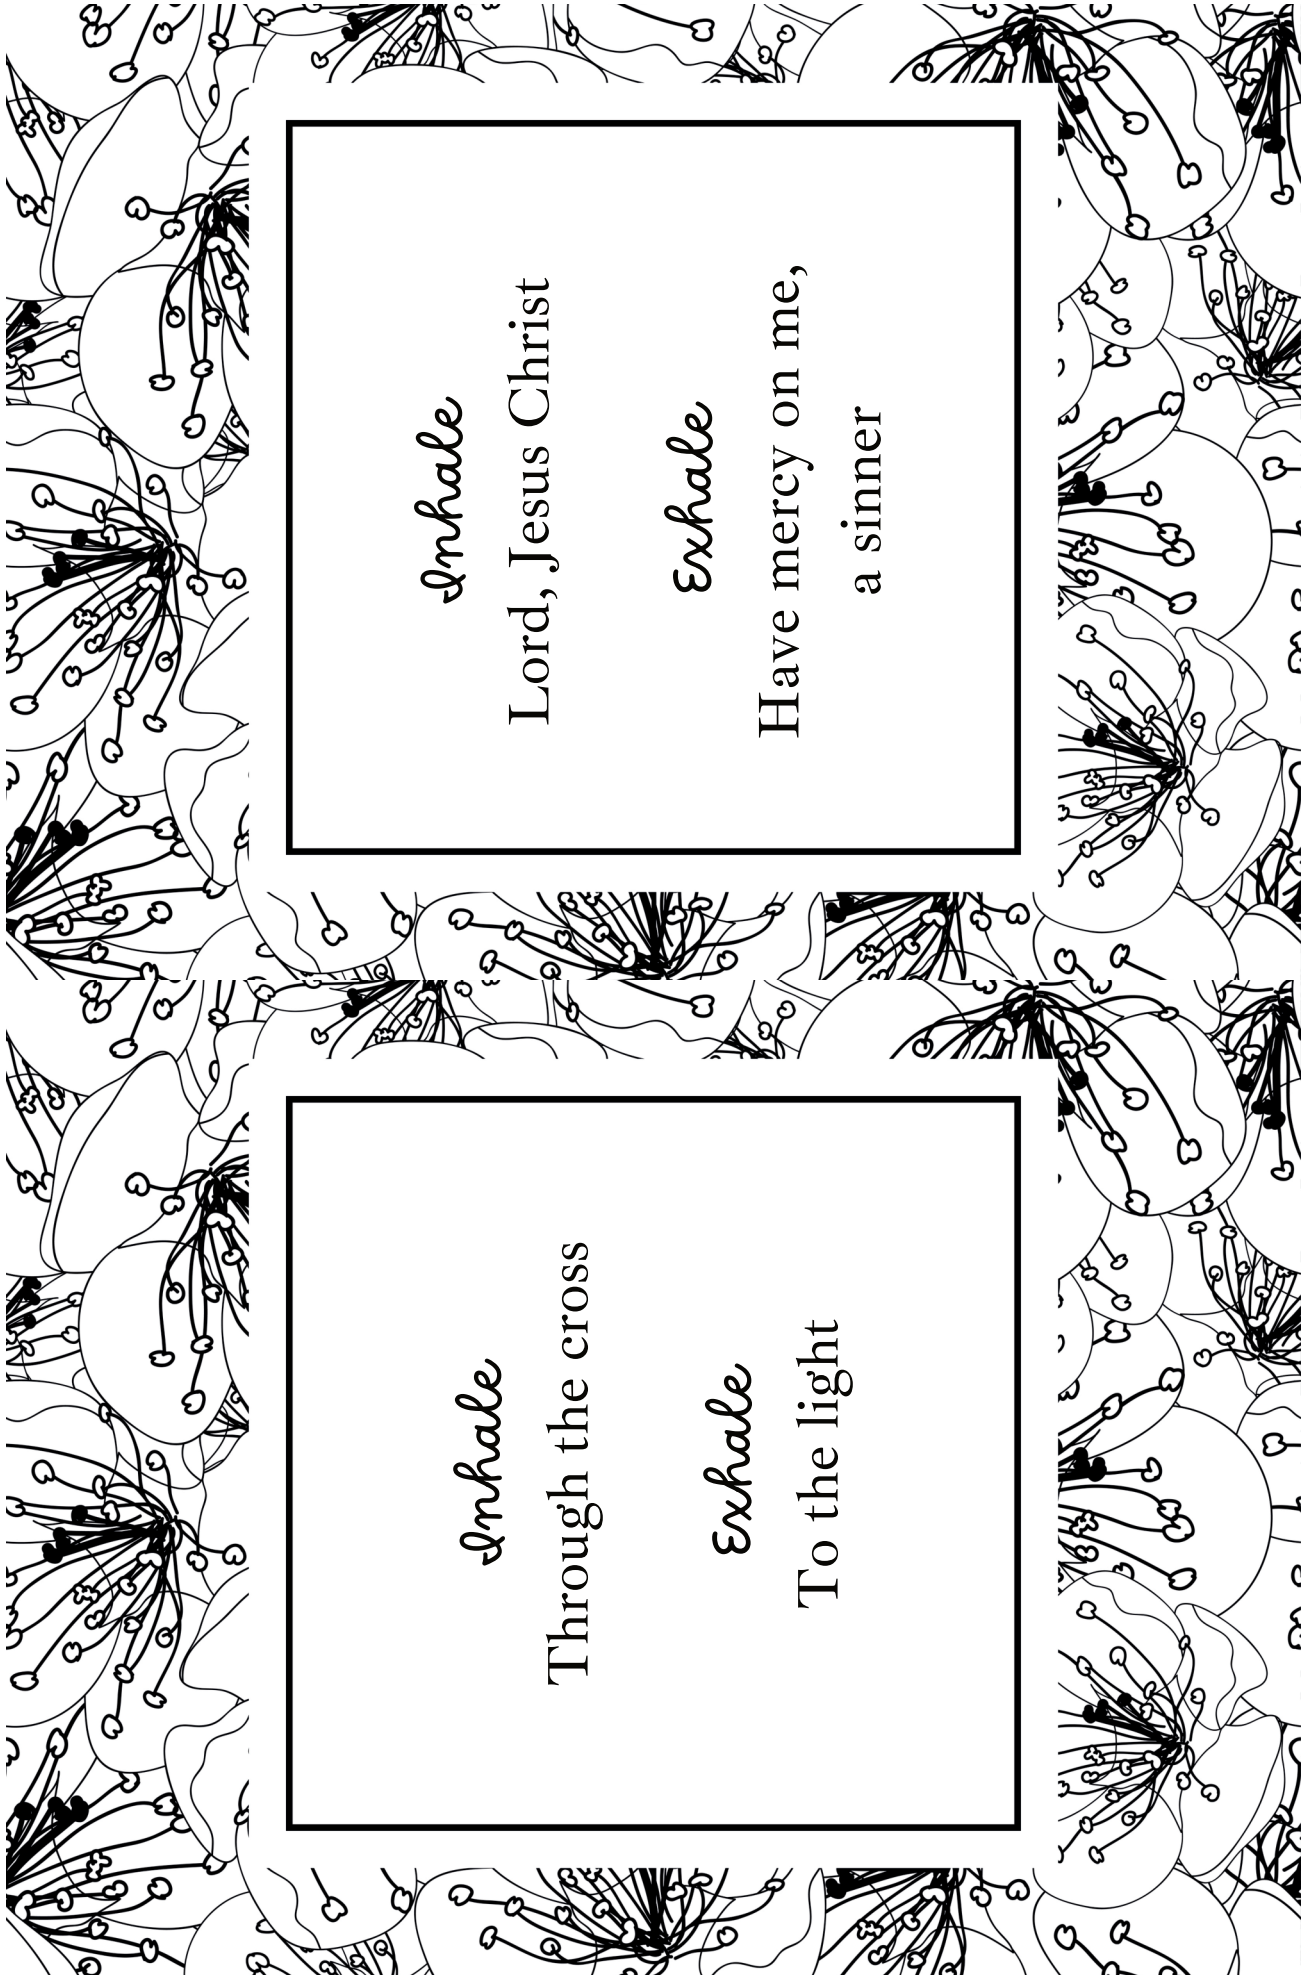 Inhale
Lord, Jesus Christ
Exhale
Have mercy on me,
a sinner
Inhale
Through the cross
Exhale
To the light